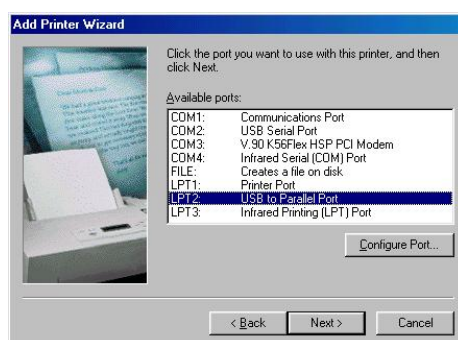 Add Printer Wizard
Click the port you want to use with this printer, and then
click Next.
Available ports:
COM1: Communications Port
COM2: USB Serial Port
COM3: V.90 K56Flex HSP PCI Modem
COM4: Infrared Serial (COM) Port
FILE: Creates a file on disk
LPT1: Printer Port
LPT2: USB to Parallel Port
LPT3: Infrared Printing (LPT) Port
Configure Port...
< Back
Next >
Cancel